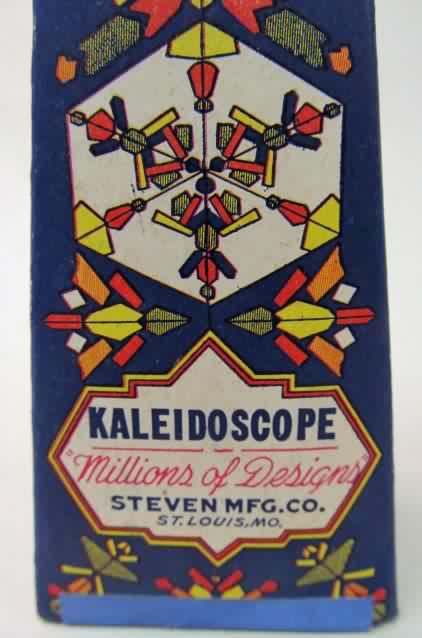 KALEIDOSCOPE
"Millions of Designs"
STEVEN MFG.CO.
ST. LOUIS, MO.